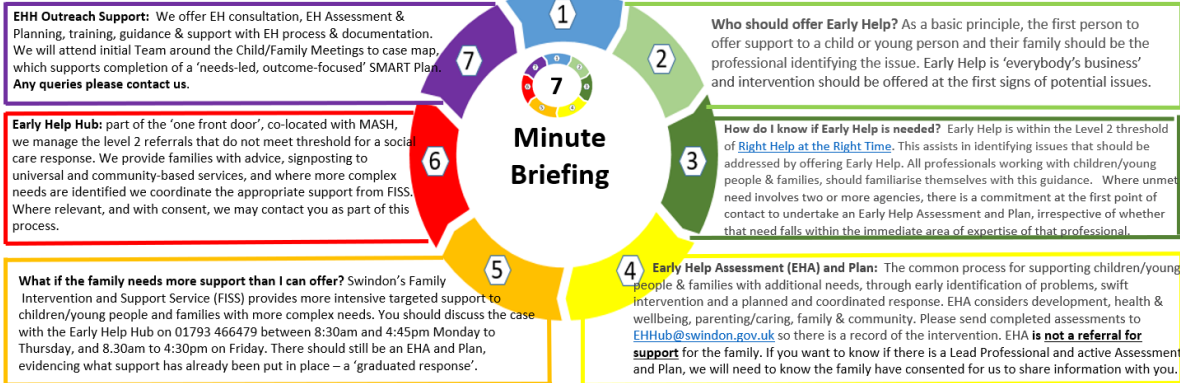 1
Minute
Briefing
7
Who should offer Early Help? As a basic principle, the first person to
offer support to a child or young person and their family should be the
professional identifying the issue. Early Help is ‘everybody’s business’
and intervention should be offered at the first signs of potential issues.
2
How do I know if Early Help is needed? Early Help is within the Level 2 threshold
of Right Help at the Right Time. This assists in identifying issues that should be
addressed by offering Early Help. All professionals working with children/young
people & families, should familiarise themselves with this guidance. Where unmet
need involves two or more agencies, there is a commitment at the first point of
contact to undertake an Early Help Assessment and Plan, irrespective of whether
that need falls within the immediate area of expertise of that professional.
3
4
Early Help Assessment (EHA) and Plan: The common process for supporting children/young
people & families with additional needs, through early identification of problems, swift
intervention and a planned and coordinated response. EHA considers development, health &
wellbeing, parenting/caring, family & community. Please send completed assessments to
EHHub@swindon.gov.uk so there is a record of the intervention. EHA is not a referral for
support for the family. If you want to know if there is a Lead Professional and active Assessment
and Plan, we will need to know the family have consented for us to share information with you.
5
What if the family needs more support than I can offer? Swindon’s Family
Intervention and Support Service (FISS) provides more intensive targeted support to
children/young people and families with more complex needs. You should discuss the case
with the Early Help Hub on 01793 466479 between 8:30am and 4:45pm Monday to
Thursday, and 8.30am to 4:30pm on Friday. There should still be an EHA and Plan,
evidencing what support has already been put in place – a ‘graduated response’.
6
Early Help Hub: part of the ‘one front door’, co-located with MASH,
we manage the level 2 referrals that do not meet threshold for a social
care response. We provide families with advice, signposting to
universal and community-based services, and where more complex
needs are identified we coordinate the appropriate support from FISS.
Where relevant, and with consent, we may contact you as part of this
process.
7
EHH Outreach Support: We offer EH consultation, EH Assessment &
Planning, training, guidance & support with EH process & documentation.
We will attend initial Team around the Child/Family Meetings to case map,
which supports completion of a ‘needs-led, outcome-focused’ SMART Plan.
Any queries please contact us.